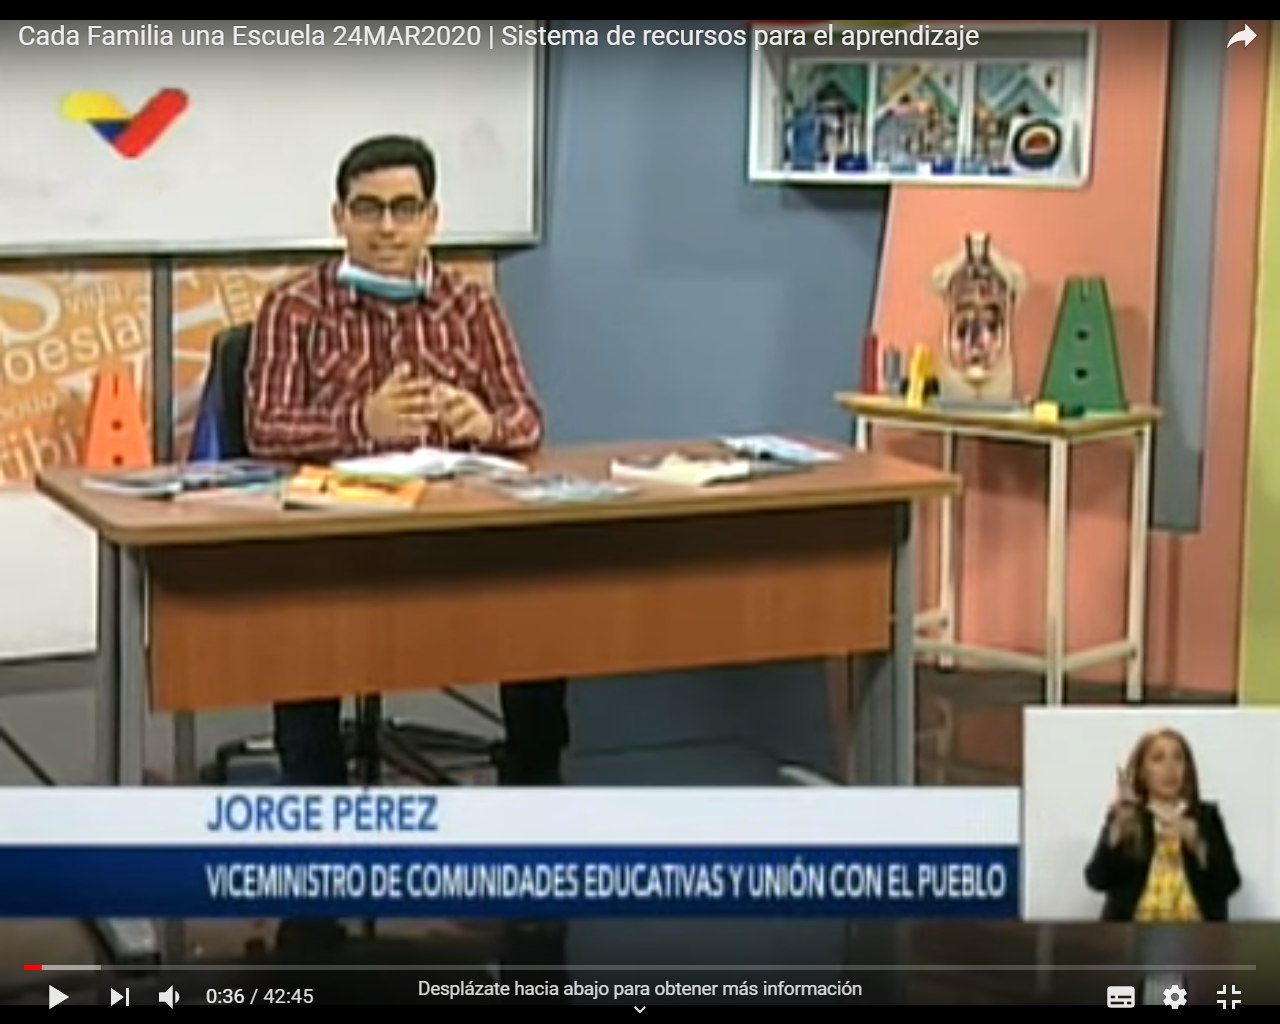 Cada Familia una Escuela 24MAR2020 | Sistema de recursos para el aprendizaje
Vida
JORGE PÉREZ
VICEMINISTRO DE COMUNIDADES EDUCATIVAS Y UNIÓN CON EL PUEBLO
0:36 / 42:45
Desplázate hacia abajo para obtener más información